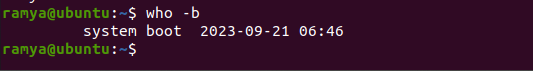 ramya@ubuntu:~$ who -b
         system boot  2023-09-21 06:46
ramya@ubuntu:~$